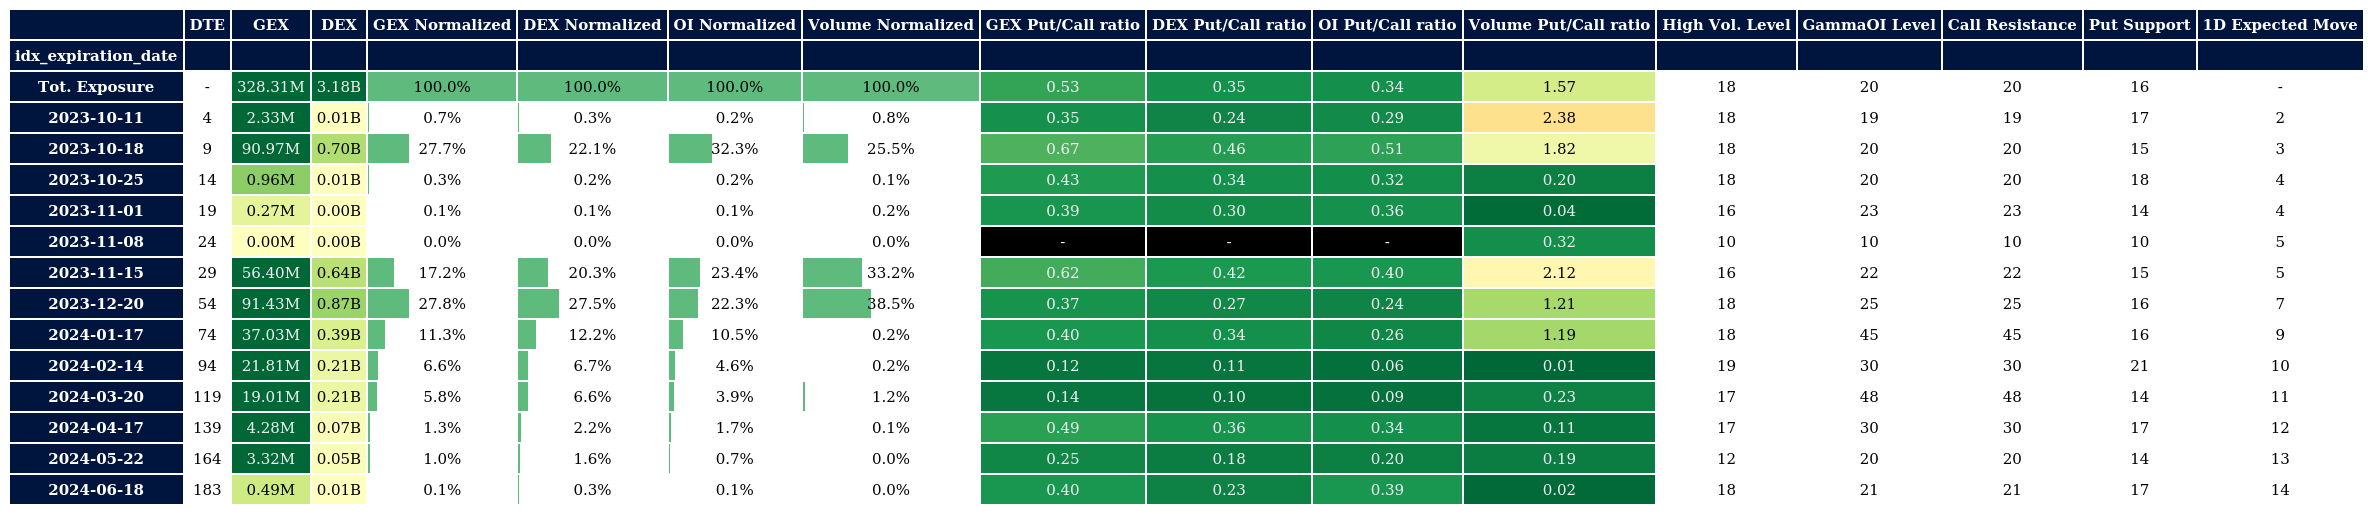 DTE GEX DEX GEX Normalized DEX Normalized OI Normalized Volume Normalized GEX Put/Call ratio DEX Put/Call ratio OI Put/Call ratio Volume Put/Call ratio High Vol. Level GammaOI Level Call Resistance Put Support 1D Expected Move
idx_expiration_date
Tot. Exposure - 328.31M 3.18B 100.0% 100.0% 100.0% 100.0% 0.53 0.35 0.34 1.57 18 20 20 16 -
2023-10-11 4 2.33M 0.01B 0.7% 0.3% 0.2% 0.8% 0.35 0.24 0.29 2.38 18 19 19 17 2
2023-10-18 9 90.97M 0.70B 27.7% 22.1% 32.3% 25.5% 0.67 0.46 0.51 1.82 18 20 20 15 3
2023-10-25 14 0.96M 0.01B 0.3% 0.2% 0.2% 0.1% 0.43 0.34 0.32 0.20 18 20 20 18 4
2023-11-01 19 0.27M 0.00B 0.1% 0.1% 0.1% 0.2% 0.39 0.30 0.36 0.04 16 23 23 14 4
2023-11-08 24 0.00M 0.00B 0.0% 0.0% 0.0% 0.0% - - - 0.32 10 10 10 10 5
2023-11-15 29 56.40M 0.64B 17.2% 20.3% 23.4% 33.2% 0.62 0.42 0.40 2.12 16 22 22 15 5
2023-12-20 54 91.43M 0.87B 27.8% 27.5% 22.3% 38.5% 0.37 0.27 0.24 1.21 18 25 25 16 7
2024-01-17 74 37.03M 0.39B 11.3% 12.2% 10.5% 0.2% 0.40 0.34 0.26 1.19 18 45 45 16 9
2024-02-14 94 21.81M 0.21B 6.6% 6.7% 4.6% 0.2% 0.12 0.11 0.06 0.01 19 30 30 21 10
2024-03-20 119 19.01M 0.21B 5.8% 6.6% 3.9% 1.2% 0.14 0.10 0.09 0.23 17 48 48 14 11
2024-04-17 139 4.28M 0.07B 1.3% 2.2% 1.7% 0.1% 0.49 0.36 0.34 0.11 17 30 30 17 12
2024-05-22 164 3.32M 0.05B 1.0% 1.6% 0.7% 0.0% 0.25 0.18 0.20 0.19 12 20 20 14 13
2024-06-18 183 0.49M 0.01B 0.1% 0.3% 0.1% 0.0% 0.40 0.23 0.39 0.02 18 21 21 17 14